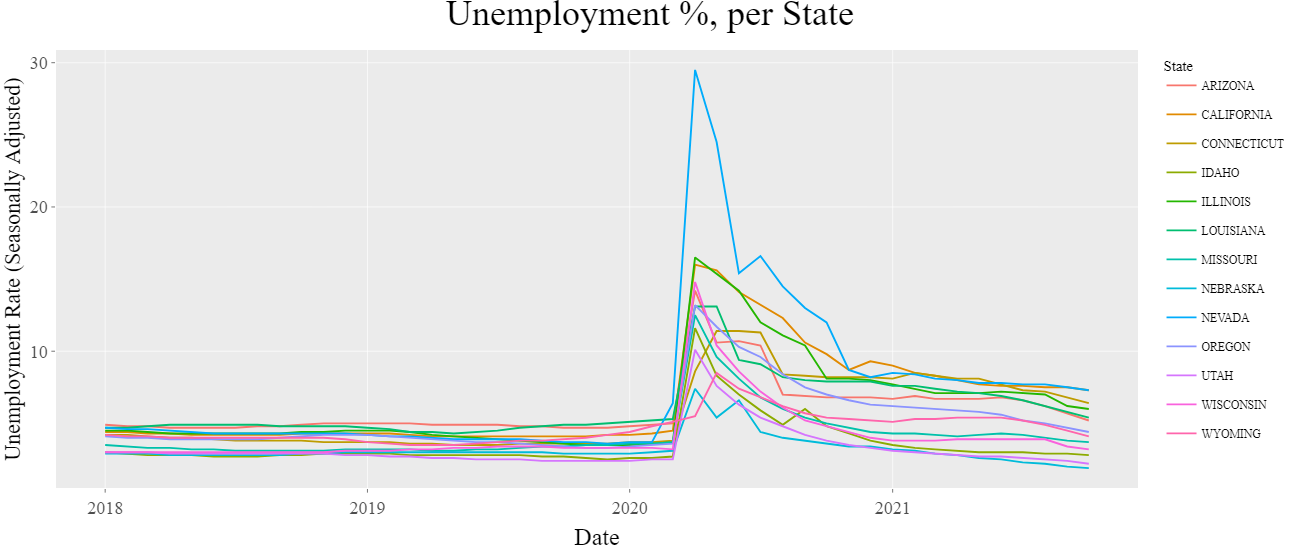 Unemployment %, per State
Unemployment Rate (Seasonally Adjusted)
30
20
10
2018
2019
2020
2021
Date
State
ARIZONA
CALIFORNIA
CONNECTICUT
IDAHO
ILLINOIS
LOUISIANA
MISSOURI
NEBRASKA
NEVADA
OREGON
UTAH
WISCONSIN
WYOMING